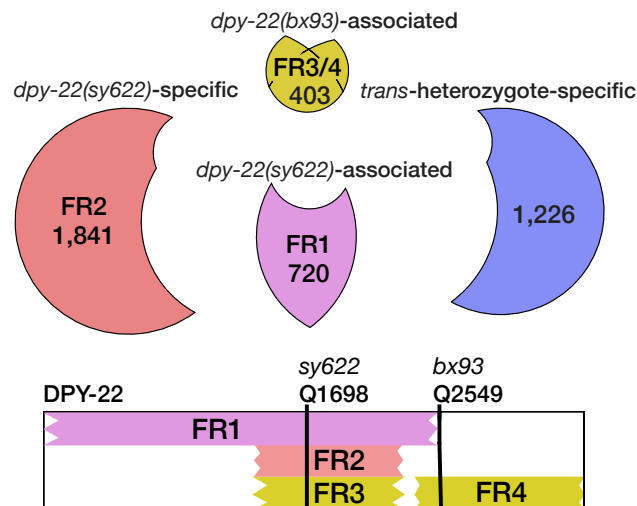 dpy-22(bx93)-associated
FR3/4
403
dpy-22(sy622)-specific
trans-heterozygote-specific
dpy-22(sy622)-associated
FR2
1,841
1,226
FR1
720
sy622
bx93
DPY-22
Q1698
Q2549
FR1
FR2
FR3
FR4